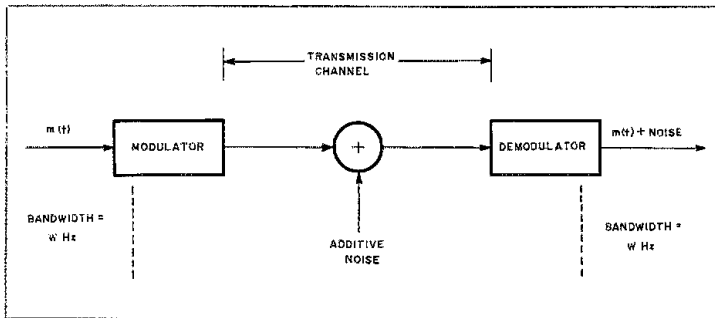 TRANSMISSION
CHANNEL
m(t)
MODULATOR
+
DEMODULATOR
m(t) + NOISE
BANDWIDTH =
W Hz
ADDITIVE
NOISE
BANDWIDTH =
W Hz